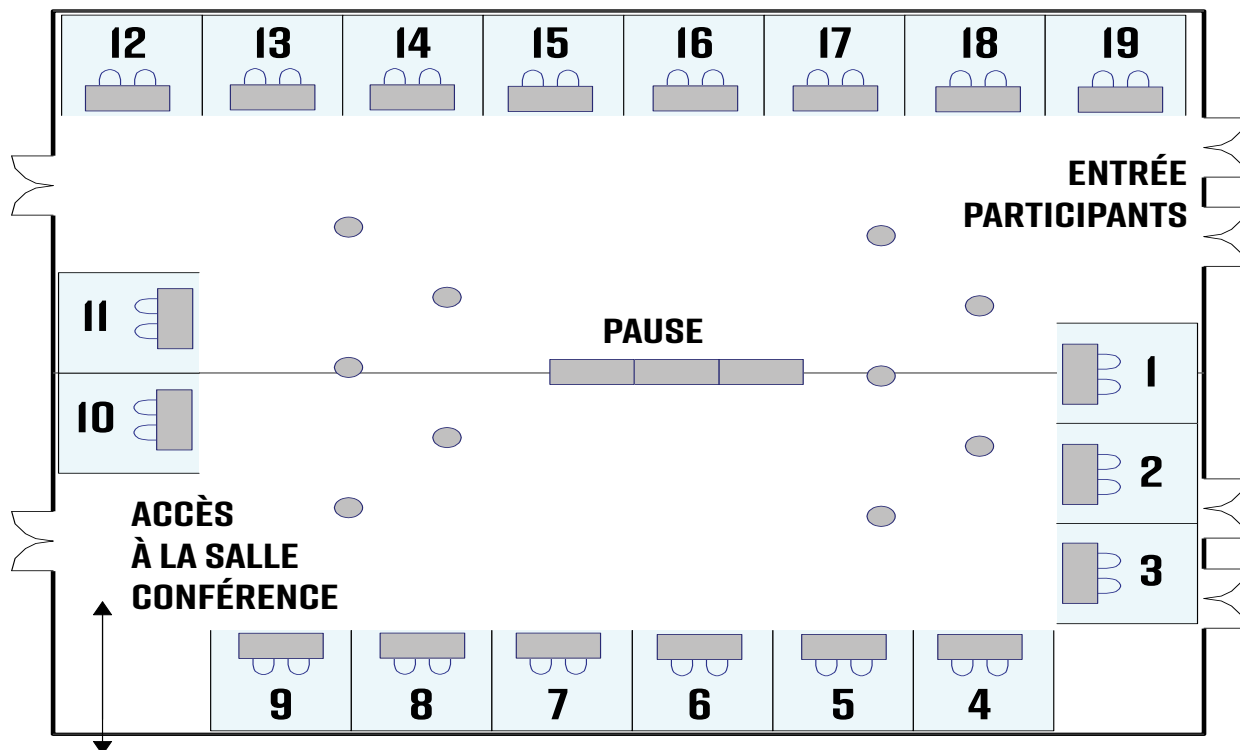 12 13 14 15 16 17 18 19
ENTRÉE
PARTICIPANTS
11
PAUSE
1
10
2
ACCÈS
À LA SALLE
CONFÉRENCE
3
9 8 7 6 5 4